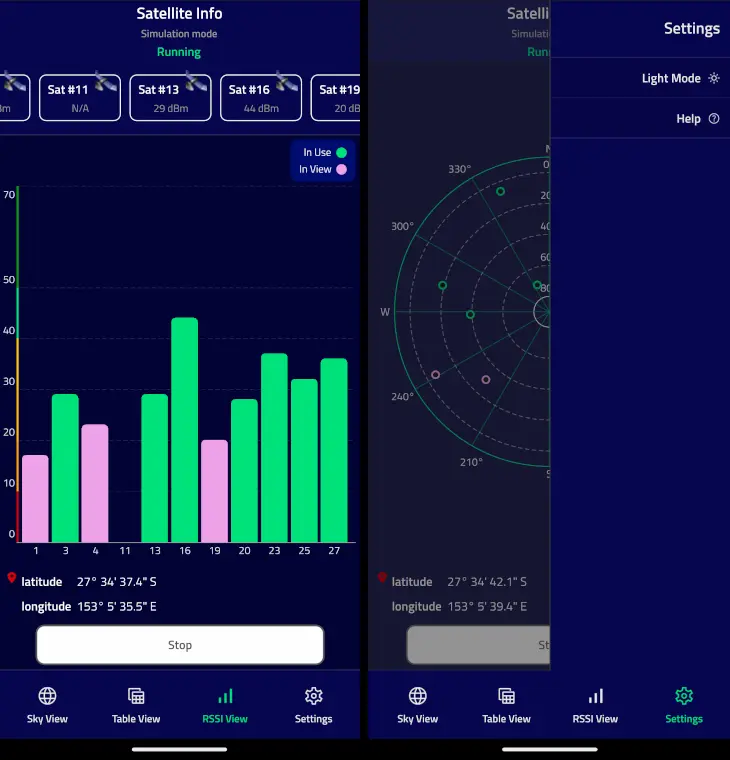 Satellite Info
Simulation mode
Running
Sat #11
N/A
Sat #13
29 dBm
Sat #16
44 dBm
Sat #19
20 dB
In Use
In View
70
50
40
30
20
10
0
1 3 4 11 13 16 19 20 23 25 27
latitude 27° 34' 37.4" S
longitude 153° 5' 35.5" E
Stop
Sky View
Table View
RSSI View
Settings
Satelli
Simulati
Run
Settings
Light Mode
Help
N
330°
0
20
300°
40
60
80
W
240°
210°
S
latitude 27° 34' 42.1" S
longitude 153° 5' 39.4" E
St
Sky View
Table View
RSSI View
Settings